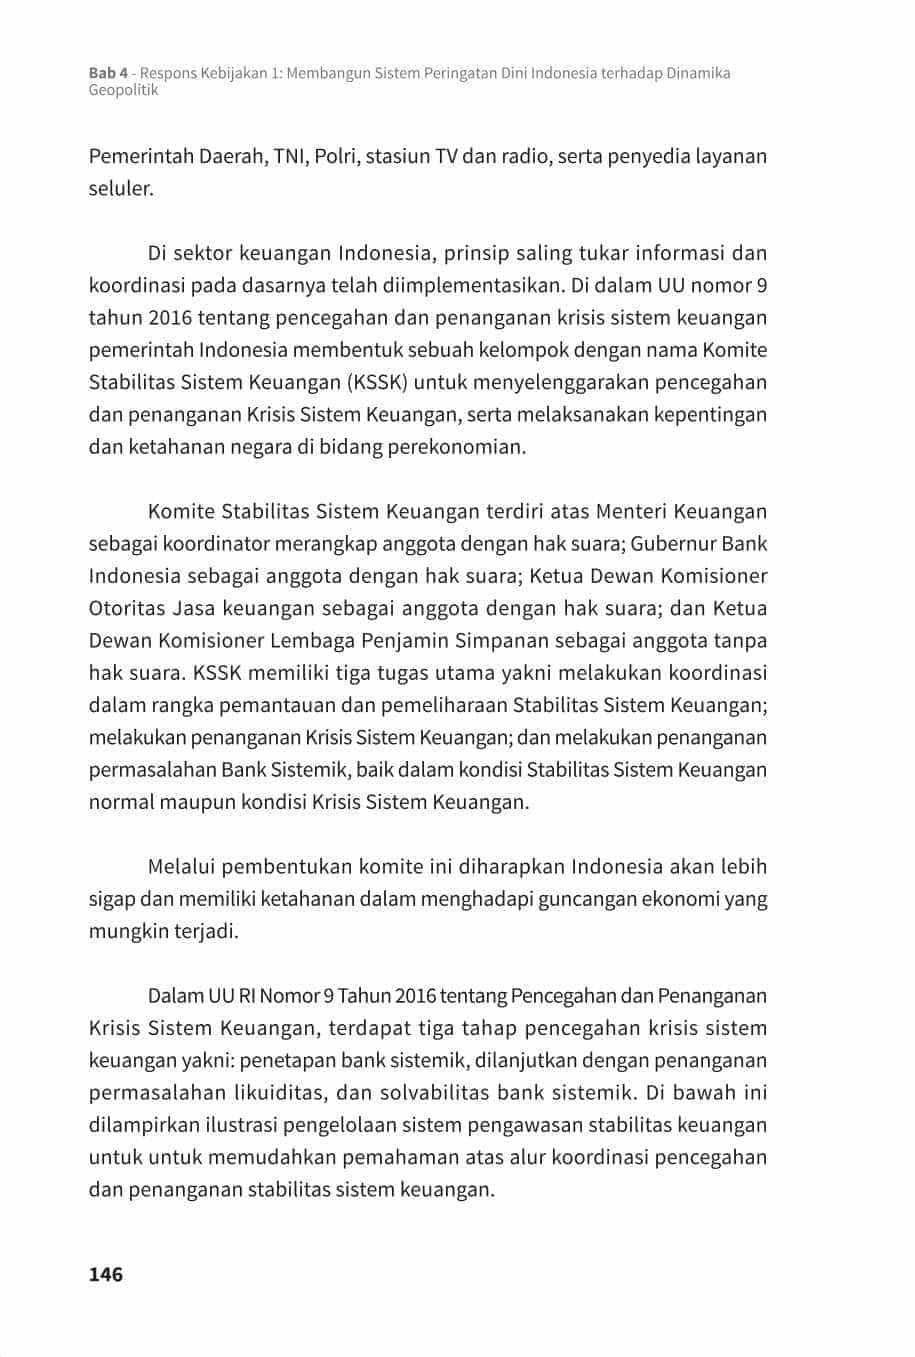 Bab 4 - Respons Kebijakan 1: Membangun Sistem Peringatan Dini Indonesia terhadap Dinamika
Geopolitik
Pemerintah Daerah, TNI, Polri, stasiun TV dan radio, serta penyedia layanan
seluler.
Di sektor keuangan Indonesia, prinsip saling tukar informasi dan
koordinasi pada dasarnya telah diimplementasikan. Di dalam UU nomor 9
tahun 2016 tentang pencegahan dan penanganan krisis sistem keuangan
pemerintah Indonesia membentuk sebuah kelompok dengan nama Komite
Stabilitas Sistem Keuangan (KSSK) untuk menyelenggarakan pencegahan
dan penanganan Krisis Sistem Keuangan, serta melaksanakan kepentingan
dan ketahanan negara di bidang perekonomian.
Komite Stabilitas Sistem Keuangan terdiri atas Menteri Keuangan
sebagai koordinator merangkap anggota dengan hak suara; Gubernur Bank
Indonesia sebagai anggota dengan hak suara; Ketua Dewan Komisioner
Otoritas Jasa keuangan sebagai anggota dengan hak suara; dan Ketua
Dewan Komisioner Lembaga Penjamin Simpanan sebagai anggota tanpa
hak suara. KSSK memiliki tiga tugas utama yakni melakukan koordinasi
dalam rangka pemantauan dan pemeliharaan Stabilitas Sistem Keuangan;
melakukan penanganan Krisis Sistem Keuangan; dan melakukan penanganan
permasalahan Bank Sistemik, baik dalam kondisi Stabilitas Sistem Keuangan
normal maupun kondisi Krisis Sistem Keuangan.
Melalui pembentukan komite ini diharapkan Indonesia akan lebih
sigap dan memiliki ketahanan dalam menghadapi guncangan ekonomi yang
mungkin terjadi.
Dalam UU RI Nomor 9 Tahun 2016 tentang Pencegahan dan Penanganan
Krisis Sistem Keuangan, terdapat tiga tahap pencegahan krisis sistem
keuangan yakni: penetapan bank sistemik, dilanjutkan dengan penanganan
permasalahan likuiditas, dan solvabilitas bank sistemik. Di bawah ini
dilampirkan ilustrasi pengelolaan sistem pengawasan stabilitas keuangan
untuk untuk memudahkan pemahaman atas alur koordinasi pencegahan
dan penanganan stabilitas sistem keuangan.
146